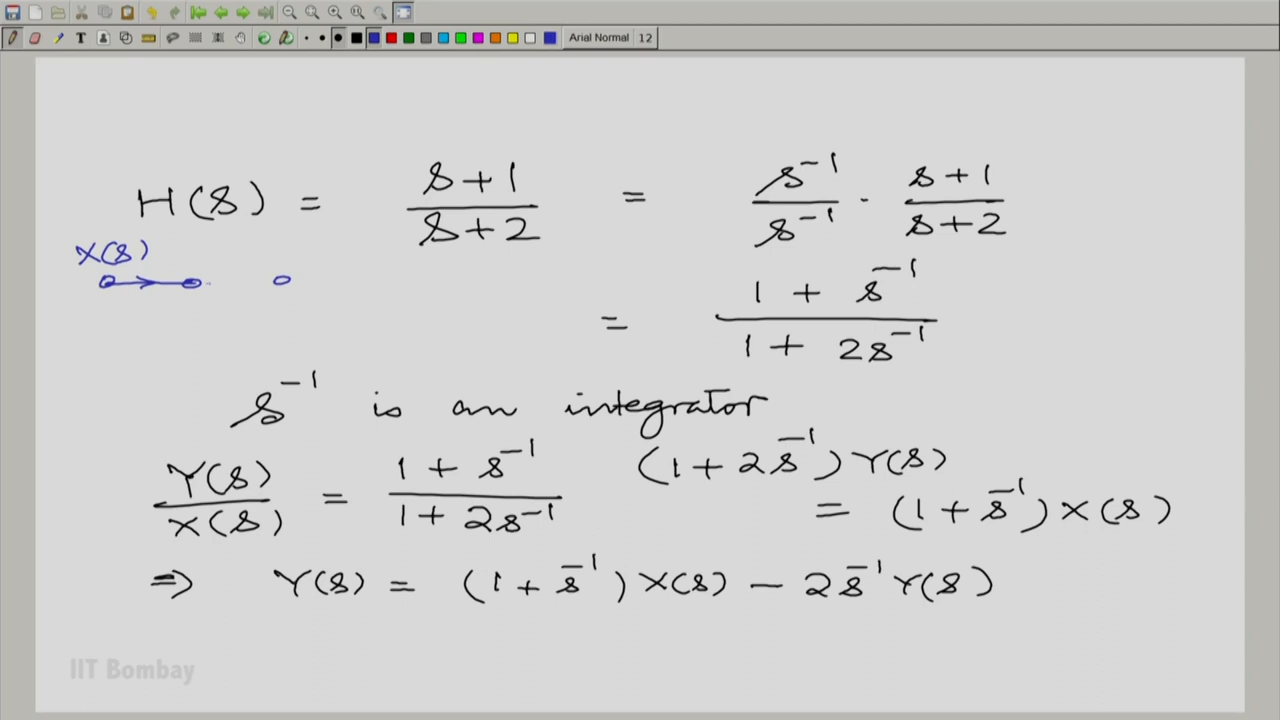 Arial Normal 12
H(s) = (s+1)/(s+2) = s⁻¹/s⁻¹ · (s+1)/(s+2)
X(s)
= (1 + s⁻¹)/(1 + 2s⁻¹)
s⁻¹ is an integrator
Y(s)/X(s) = (1 + s⁻¹)/(1 + 2s⁻¹) (1 + 2s⁻¹)Y(s)
= (1 + s⁻¹)X(s)
⇒ Y(s) = (1 + s⁻¹)X(s) − 2s⁻¹Y(s)
IIT Bombay